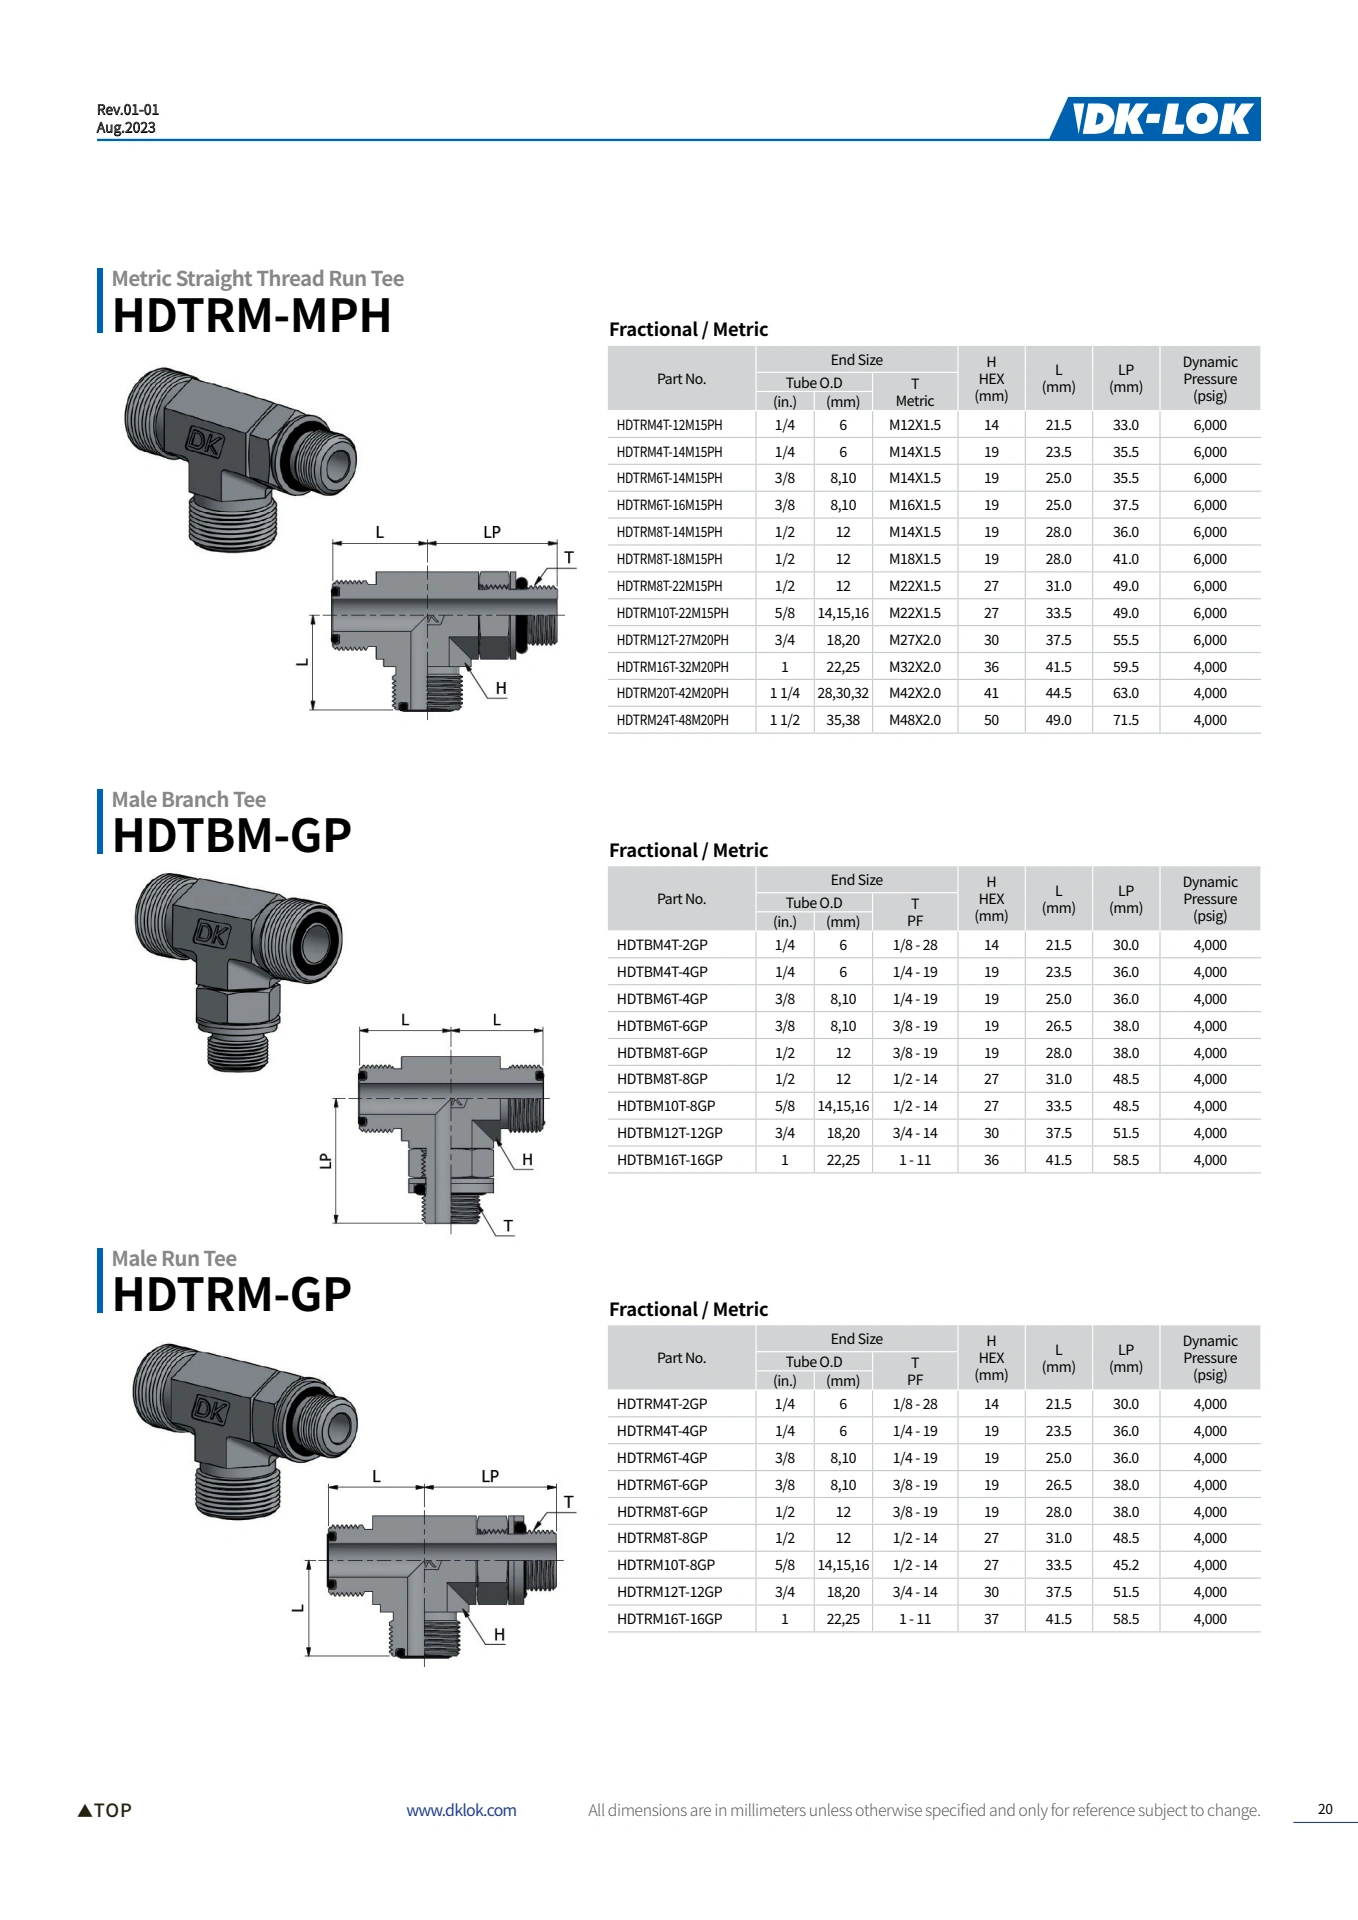 Rev.01-01
Aug.2023
DK-LOK
Metric Straight Thread Run Tee
HDTRM-MPH
DK
L LP
T
L
H
Fractional / Metric
Part No. End Size H HEX (mm) L (mm) LP (mm) Dynamic Pressure (psig)
Tube O.D T Metric
(in.) (mm)
HDTRM4T-12M15PH 1/4 6 M12X1.5 14 21.5 33.0 6,000
HDTRM4T-14M15PH 1/4 6 M14X1.5 19 23.5 35.5 6,000
HDTRM6T-14M15PH 3/8 8,10 M14X1.5 19 25.0 35.5 6,000
HDTRM6T-16M15PH 3/8 8,10 M16X1.5 19 25.0 37.5 6,000
HDTRM8T-14M15PH 1/2 12 M14X1.5 19 28.0 36.0 6,000
HDTRM8T-18M15PH 1/2 12 M18X1.5 19 28.0 41.0 6,000
HDTRM8T-22M15PH 1/2 12 M22X1.5 27 31.0 49.0 6,000
HDTRM10T-22M15PH 5/8 14,15,16 M22X1.5 27 33.5 49.0 6,000
HDTRM12T-27M20PH 3/4 18,20 M27X2.0 30 37.5 55.5 6,000
HDTRM16T-32M20PH 1 22,25 M32X2.0 36 41.5 59.5 4,000
HDTRM20T-42M20PH 1 1/4 28,30,32 M42X2.0 41 44.5 63.0 4,000
HDTRM24T-48M20PH 1 1/2 35,38 M48X2.0 50 49.0 71.5 4,000
Male Branch Tee
HDTBM-GP
DK
L L
LP
H
T
Fractional / Metric
Part No. End Size H HEX (mm) L (mm) LP (mm) Dynamic Pressure (psig)
Tube O.D T PF
(in.) (mm)
HDTBM4T-2GP 1/4 6 1/8 - 28 14 21.5 30.0 4,000
HDTBM4T-4GP 1/4 6 1/4 - 19 19 23.5 36.0 4,000
HDTBM6T-4GP 3/8 8,10 1/4 - 19 19 25.0 36.0 4,000
HDTBM6T-6GP 3/8 8,10 3/8 - 19 19 26.5 38.0 4,000
HDTBM8T-6GP 1/2 12 3/8 - 19 19 28.0 38.0 4,000
HDTBM8T-8GP 1/2 12 1/2 - 14 27 31.0 48.5 4,000
HDTBM10T-8GP 5/8 14,15,16 1/2 - 14 27 33.5 48.5 4,000
HDTBM12T-12GP 3/4 18,20 3/4 - 14 30 37.5 51.5 4,000
HDTBM16T-16GP 1 22,25 1 - 11 36 41.5 58.5 4,000
Male Run Tee
HDTRM-GP
DK
L LP
T
L
H
Fractional / Metric
Part No. End Size H HEX (mm) L (mm) LP (mm) Dynamic Pressure (psig)
Tube O.D T PF
(in.) (mm)
HDTRM4T-2GP 1/4 6 1/8 - 28 14 21.5 30.0 4,000
HDTRM4T-4GP 1/4 6 1/4 - 19 19 23.5 36.0 4,000
HDTRM6T-4GP 3/8 8,10 1/4 - 19 19 25.0 36.0 4,000
HDTRM6T-6GP 3/8 8,10 3/8 - 19 19 26.5 38.0 4,000
HDTRM8T-6GP 1/2 12 3/8 - 19 19 28.0 38.0 4,000
HDTRM8T-8GP 1/2 12 1/2 - 14 27 31.0 48.5 4,000
HDTRM10T-8GP 5/8 14,15,16 1/2 - 14 27 33.5 45.2 4,000
HDTRM12T-12GP 3/4 18,20 3/4 - 14 30 37.5 51.5 4,000
HDTRM16T-16GP 1 22,25 1 - 11 37 41.5 58.5 4,000
▲TOP www.dklok.com All dimensions are in millimeters unless otherwise specified and only for reference subject to change. 20